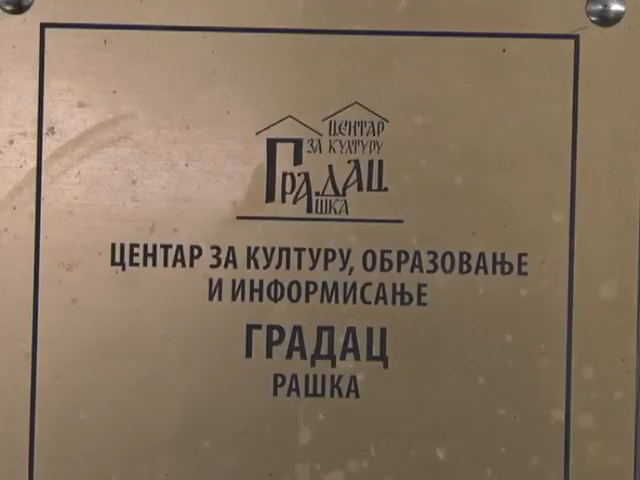 ЦЕНТАР
ЗА КУЛТУРУ
ГРАДАЦ
РАШКА
ЦЕНТАР ЗА КУЛТУРУ, ОБРАЗОВАЊЕ
И ИНФОРМИСАЊЕ
ГРАДАЦ
РАШКА